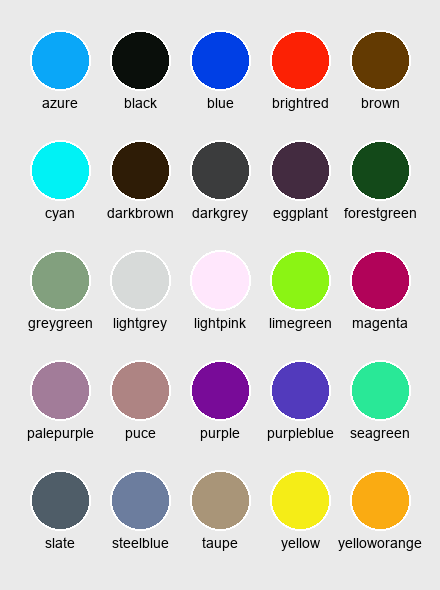 azure black blue brightred brown
cyan darkbrown darkgrey eggplant forestgreen
greygreen lightgrey lightpink limegreen magenta
palepurple puce purple purpleblue seagreen
slate steelblue taupe yellow yelloworange